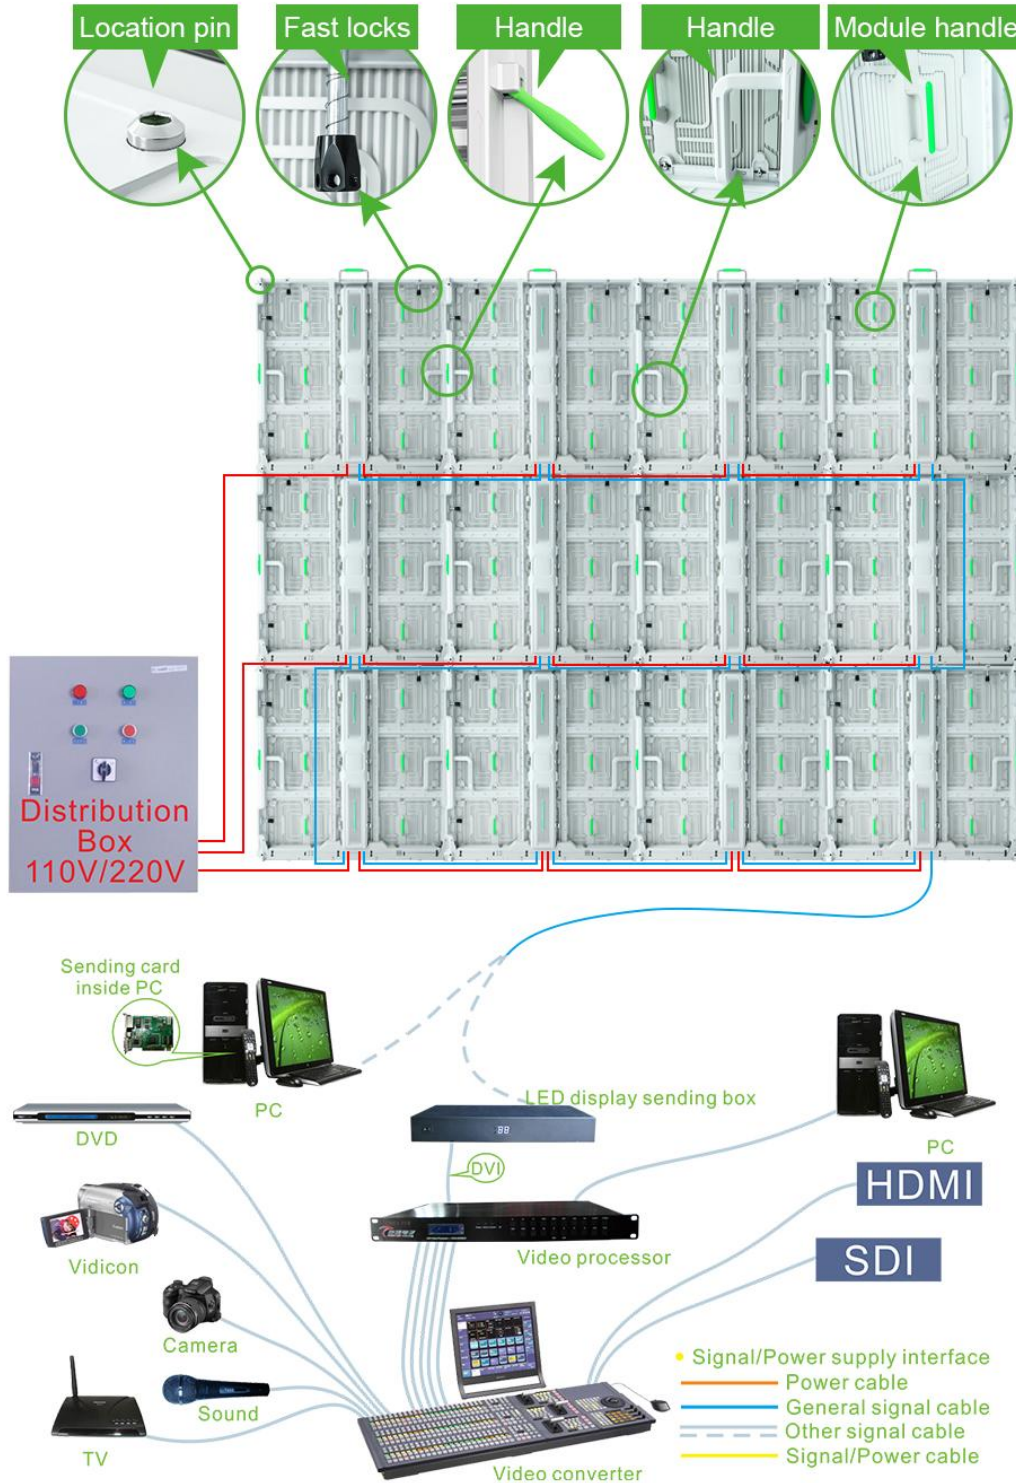 Location pin
Fast locks
Handle
Handle
Module handle
Distribution
Box
110V/220V
Sending card
inside PC
PC
LED display sending box
DVD
DVI
PC
HDMI
Vidicon
Video processor
SDI
Camera
Signal/Power supply interface
Power cable
Sound
General signal cable
Other signal cable
TV
Signal/Power cable
Video converter